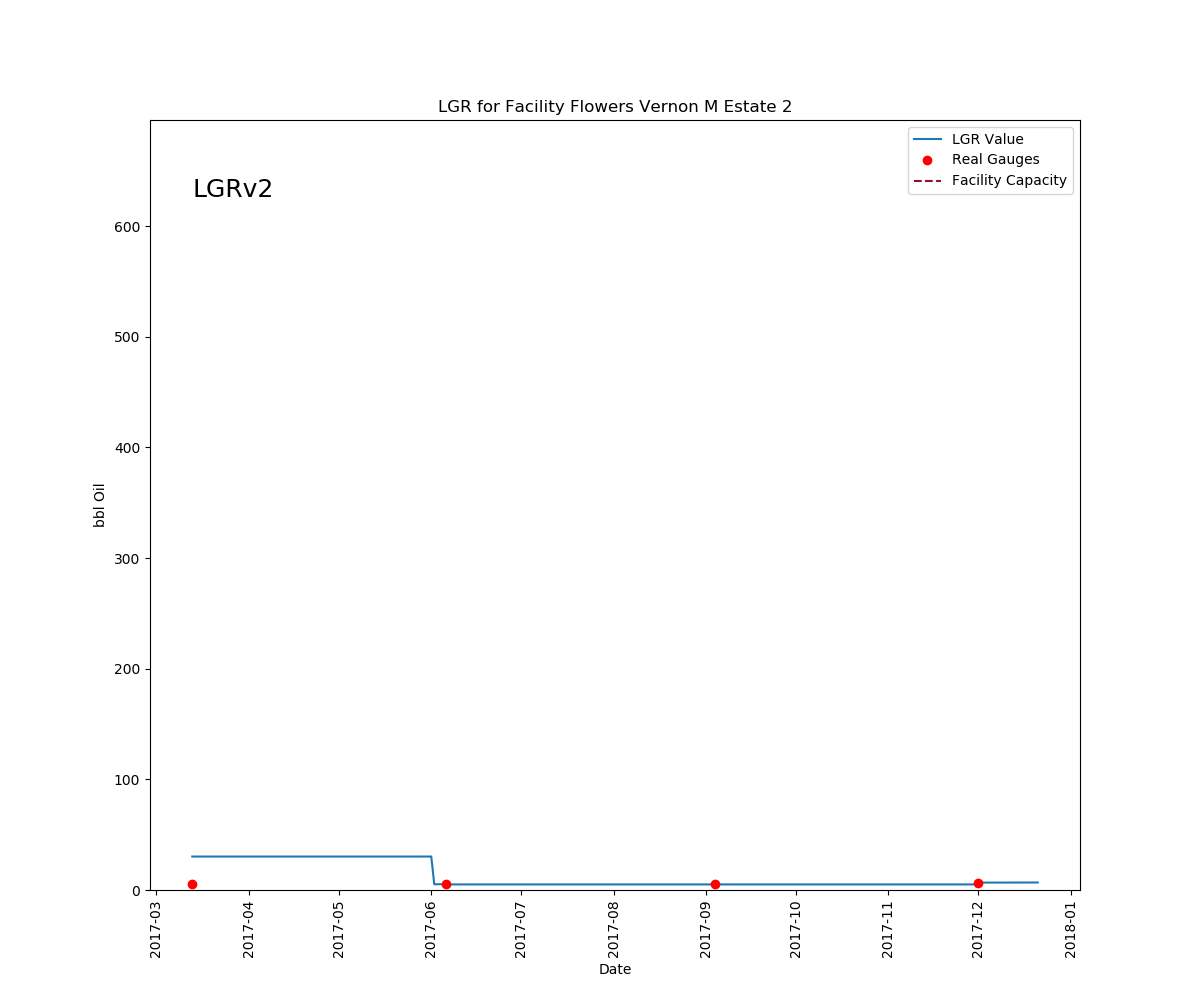 LGR for Facility Flowers Vernon M Estate 2
LGR Value
Real Gauges
Facility Capacity
LGRv2
600
500
400
300
200
100
0
bbl Oil
2017-03
2017-04
2017-05
2017-06
2017-07
2017-08
2017-09
2017-10
2017-11
2017-12
2018-01
Date